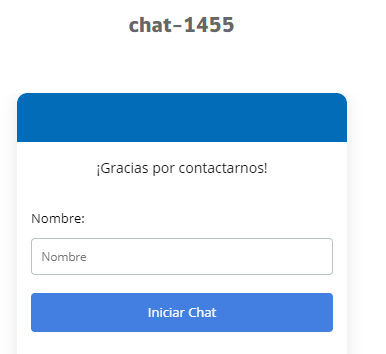 chat-1455
¡Gracias por contactarnos!
Nombre:
Nombre
Iniciar Chat